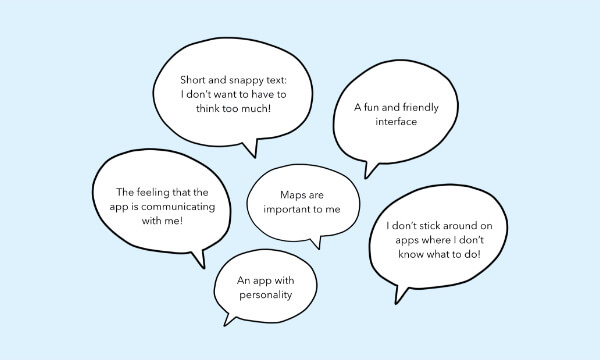 Short and snappy text:
I don't want to have to
think too much!
A fun and friendly
interface
The feeling that the
app is communicating
with me!
Maps are
important to me
I don't stick around on
apps where I don't
know what to do!
An app with
personality